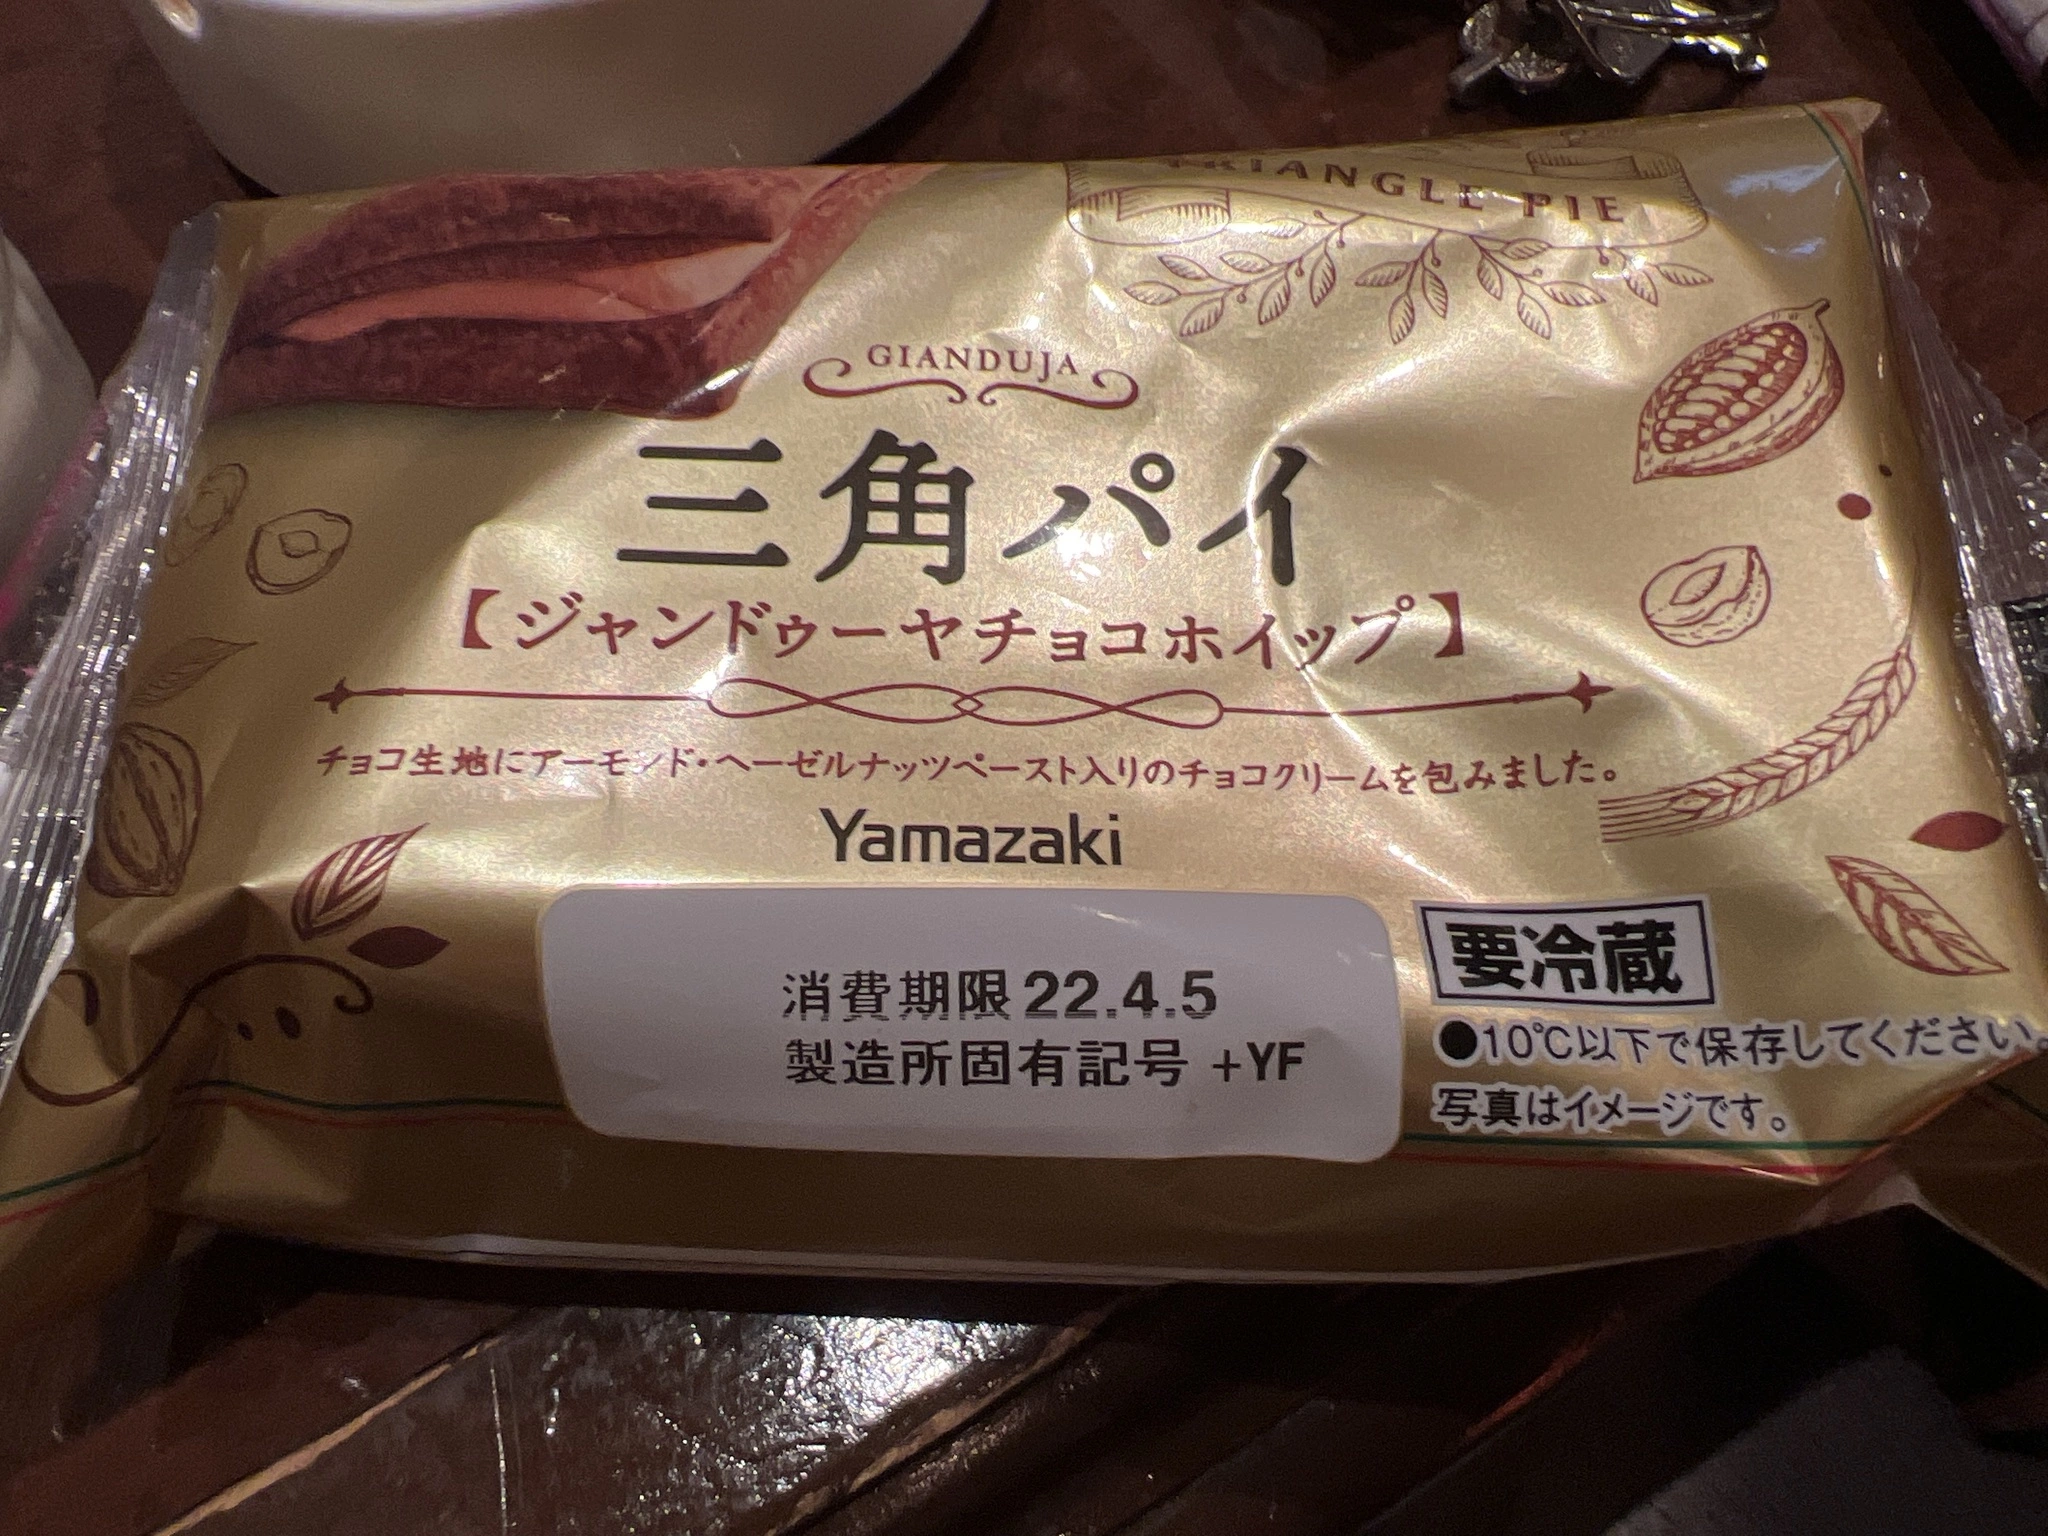 TRIANGLE PIE
GIANDUJA
三角パイ
【ジャンドゥーヤチョコホイップ】
チョコ生地にアーモンド・ヘーゼルナッツペースト入りのチョコクリームを包みました。
Yamazaki
消費期限 22.4.5
製造所固有記号 +YF
要冷蔵
●10℃以下で保存してください。
写真はイメージです。